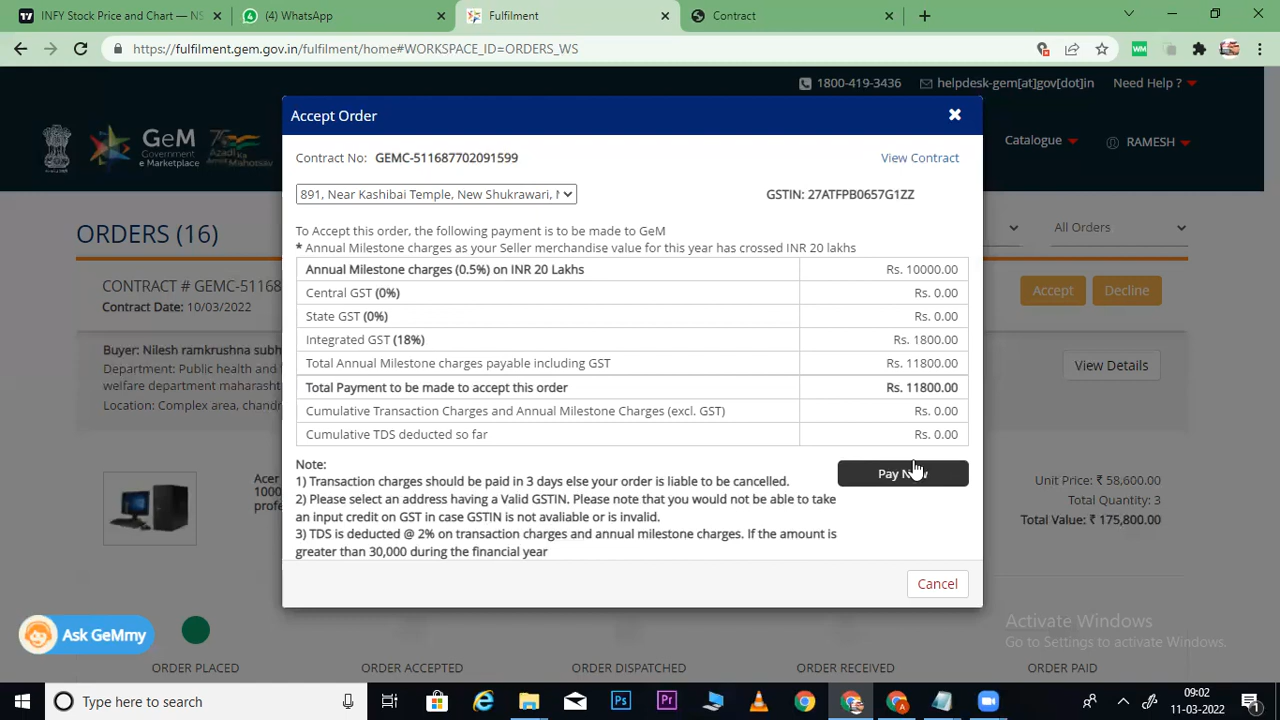 INFY Stock Price and Chart — NS
(4) WhatsApp
Fulfilment
Contract
https://fulfilment.gem.gov.in/fulfilment/home#WORKSPACE_ID=ORDERS_WS
1800-419-3436
helpdesk-gem[at]gov[dot]in
Need Help ?
GeM
Government
e Marketplace
Azadi Ka
Catalogue
RAMESH
ORDERS (16)
All Orders
CONTRACT # GEMC-51168
Contract Date: 10/03/2022
Accept
Decline
Buyer: Nilesh ramkrushna subh
Department: Public health and
welfare department maharasht
Location: Complex area, chandr
View Details
Acer
1000
profe
Unit Price: ₹ 58,600.00
Total Quantity: 3
Total Value: ₹ 175,800.00
Accept Order
Contract No: GEMC-511687702091599
View Contract
891, Near Kashibai Temple, New Shukrawari,
GSTIN: 27ATFPB0657G1ZZ
To Accept this order, the following payment is to be made to GeM
* Annual Milestone charges as your Seller merchandise value for this year has crossed INR 20 lakhs
Annual Milestone charges (0.5%) on INR 20 Lakhs Rs. 10000.00
Central GST (0%) Rs. 0.00
State GST (0%) Rs. 0.00
Integrated GST (18%) Rs. 1800.00
Total Annual Milestone charges payable including GST Rs. 11800.00
Total Payment to be made to accept this order Rs. 11800.00
Cumulative Transaction Charges and Annual Milestone Charges (excl. GST) Rs. 0.00
Cumulative TDS deducted so far Rs. 0.00
Note:
1) Transaction charges should be paid in 3 days else your order is liable to be cancelled.
2) Please select an address having a Valid GSTIN. Please note that you would not be able to take
an input credit on GST in case GSTIN is not avaliable or is invalid.
3) TDS is deducted @ 2% on transaction charges and annual milestone charges. If the amount is
greater than 30,000 during the financial year
Pay Now
Cancel
Ask GeMmy
Activate Windows
Go to Settings to activate Windows.
ORDER PLACED
ORDER ACCEPTED
ORDER DISPATCHED
ORDER RECEIVED
ORDER PAID
Type here to search
09:02
11-03-2022